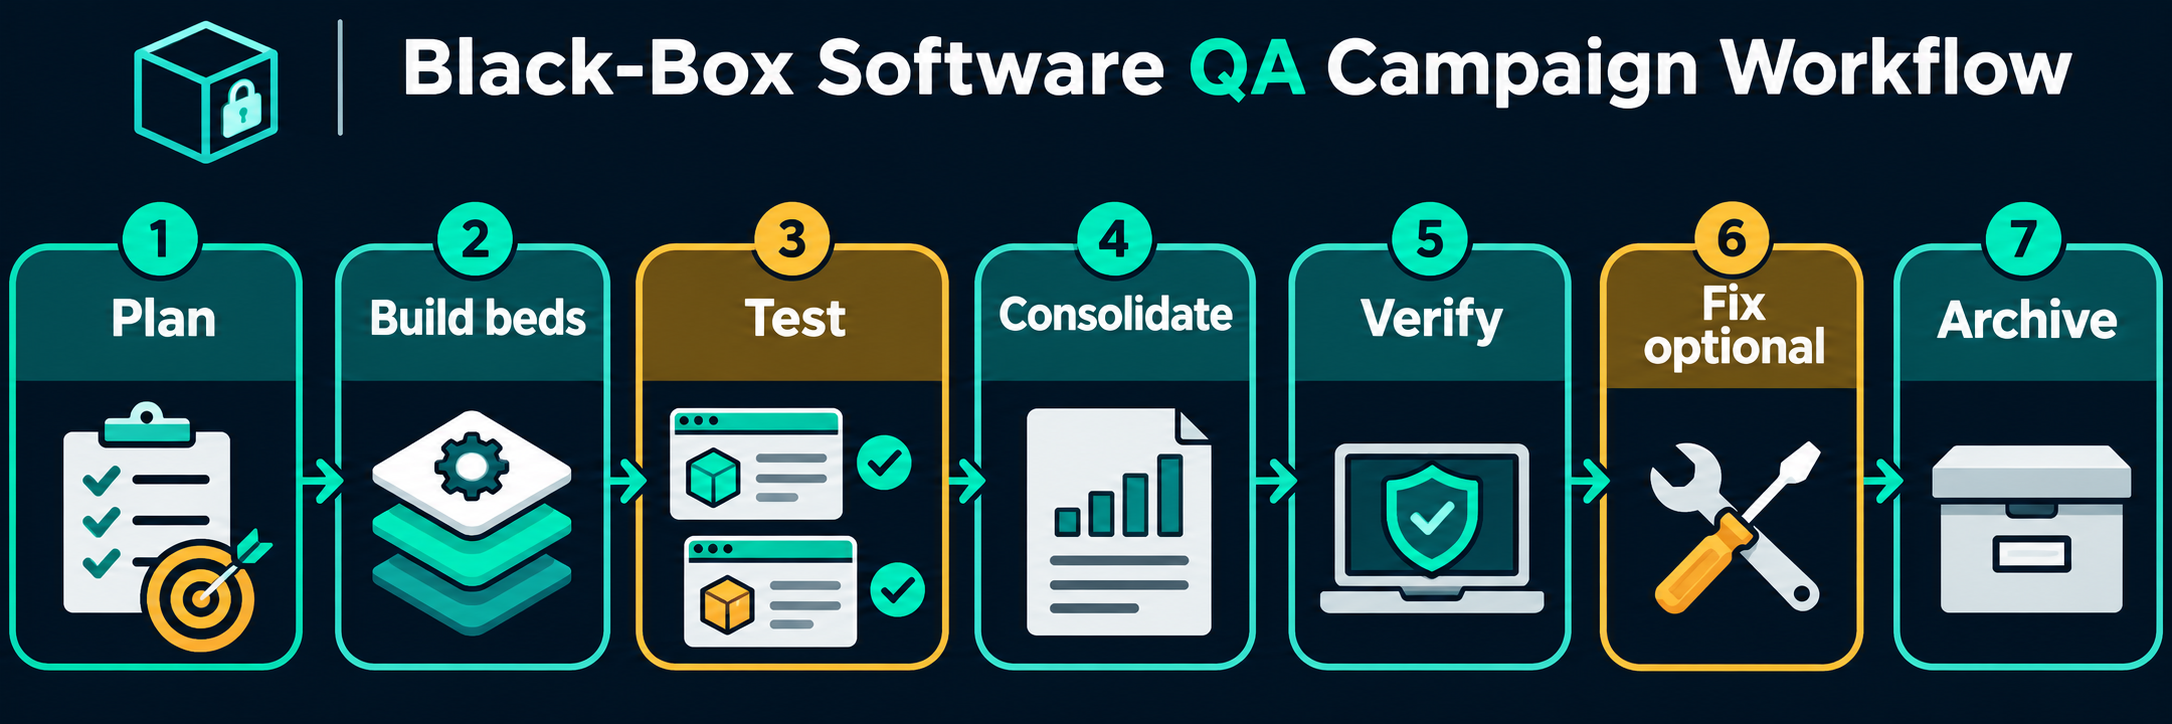 Black-Box Software QA Campaign Workflow
1
Plan
2
Build beds
3
Test
4
Consolidate
5
Verify
6
Fix
optional
7
Archive